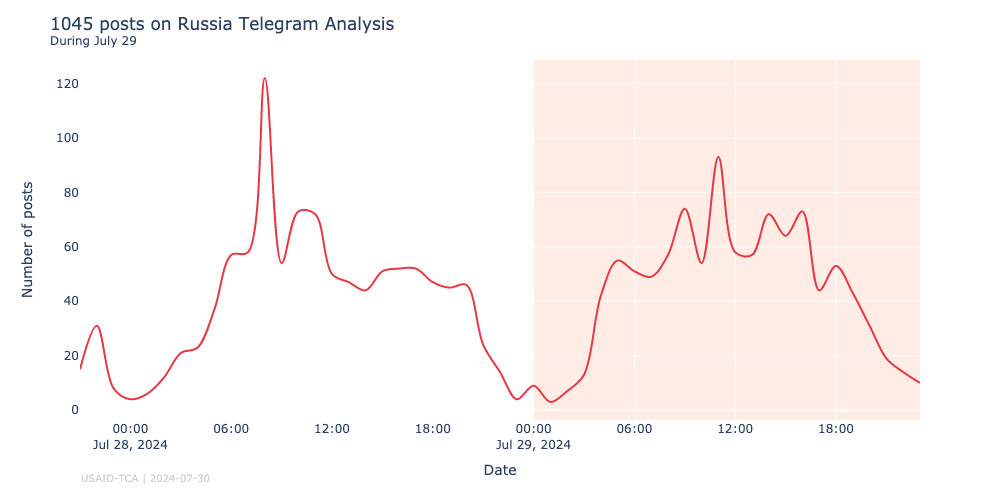 1045 posts on Russia Telegram Analysis
During July 29
Number of posts
120
100
80
60
40
20
0
00:00 06:00 12:00 18:00 00:00 06:00 12:00 18:00
Jul 28, 2024 Jul 29, 2024
Date
USAID-TCA | 2024-07-30